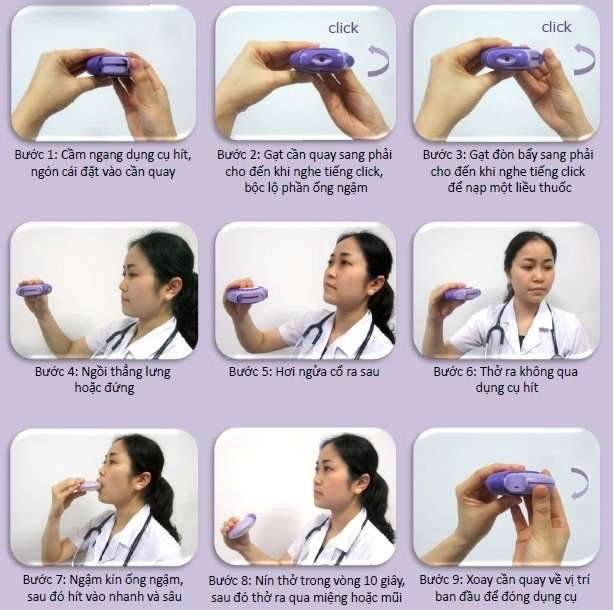 click
click
Bước 1: Cầm ngang dụng cụ hít,
ngón cái đặt vào cần quay
Bước 2: Gạt cần quay sang phải
cho đến khi nghe tiếng click,
bộc lộ phần ống ngậm
Bước 3: Gạt đòn bẩy sang phải
cho đến khi nghe tiếng click
để nạp một liều thuốc
Bước 4: Ngồi thẳng lưng
hoặc đứng
Bước 5: Hơi ngửa cổ ra sau
Bước 6: Thở ra không qua
dụng cụ hít
Bước 7: Ngậm kín ống ngậm,
sau đó hít vào nhanh và sâu
Bước 8: Nín thở trong vòng 10 giây,
sau đó thở ra qua miệng hoặc mũi
Bước 9: Xoay cần quay về vị trí
ban đầu để đóng dụng cụ